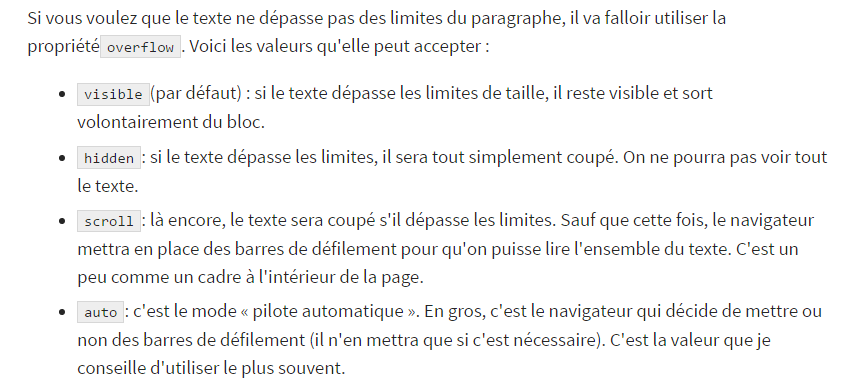 Si vous voulez que le texte ne dépasse pas des limites du paragraphe, il va falloir utiliser la
propriété overflow . Voici les valeurs qu'elle peut accepter :
• visible (par défaut) : si le texte dépasse les limites de taille, il reste visible et sort
volontairement du bloc.
• hidden : si le texte dépasse les limites, il sera tout simplement coupé. On ne pourra pas voir tout
le texte.
• scroll : là encore, le texte sera coupé s'il dépasse les limites. Sauf que cette fois, le navigateur
mettra en place des barres de défilement pour qu'on puisse lire l'ensemble du texte. C'est un
peu comme un cadre à l'intérieur de la page.
• auto : c'est le mode « pilote automatique ». En gros, c'est le navigateur qui décide de mettre ou
non des barres de défilement (il n'en mettra que si c'est nécessaire). C'est la valeur que je
conseille d'utiliser le plus souvent.